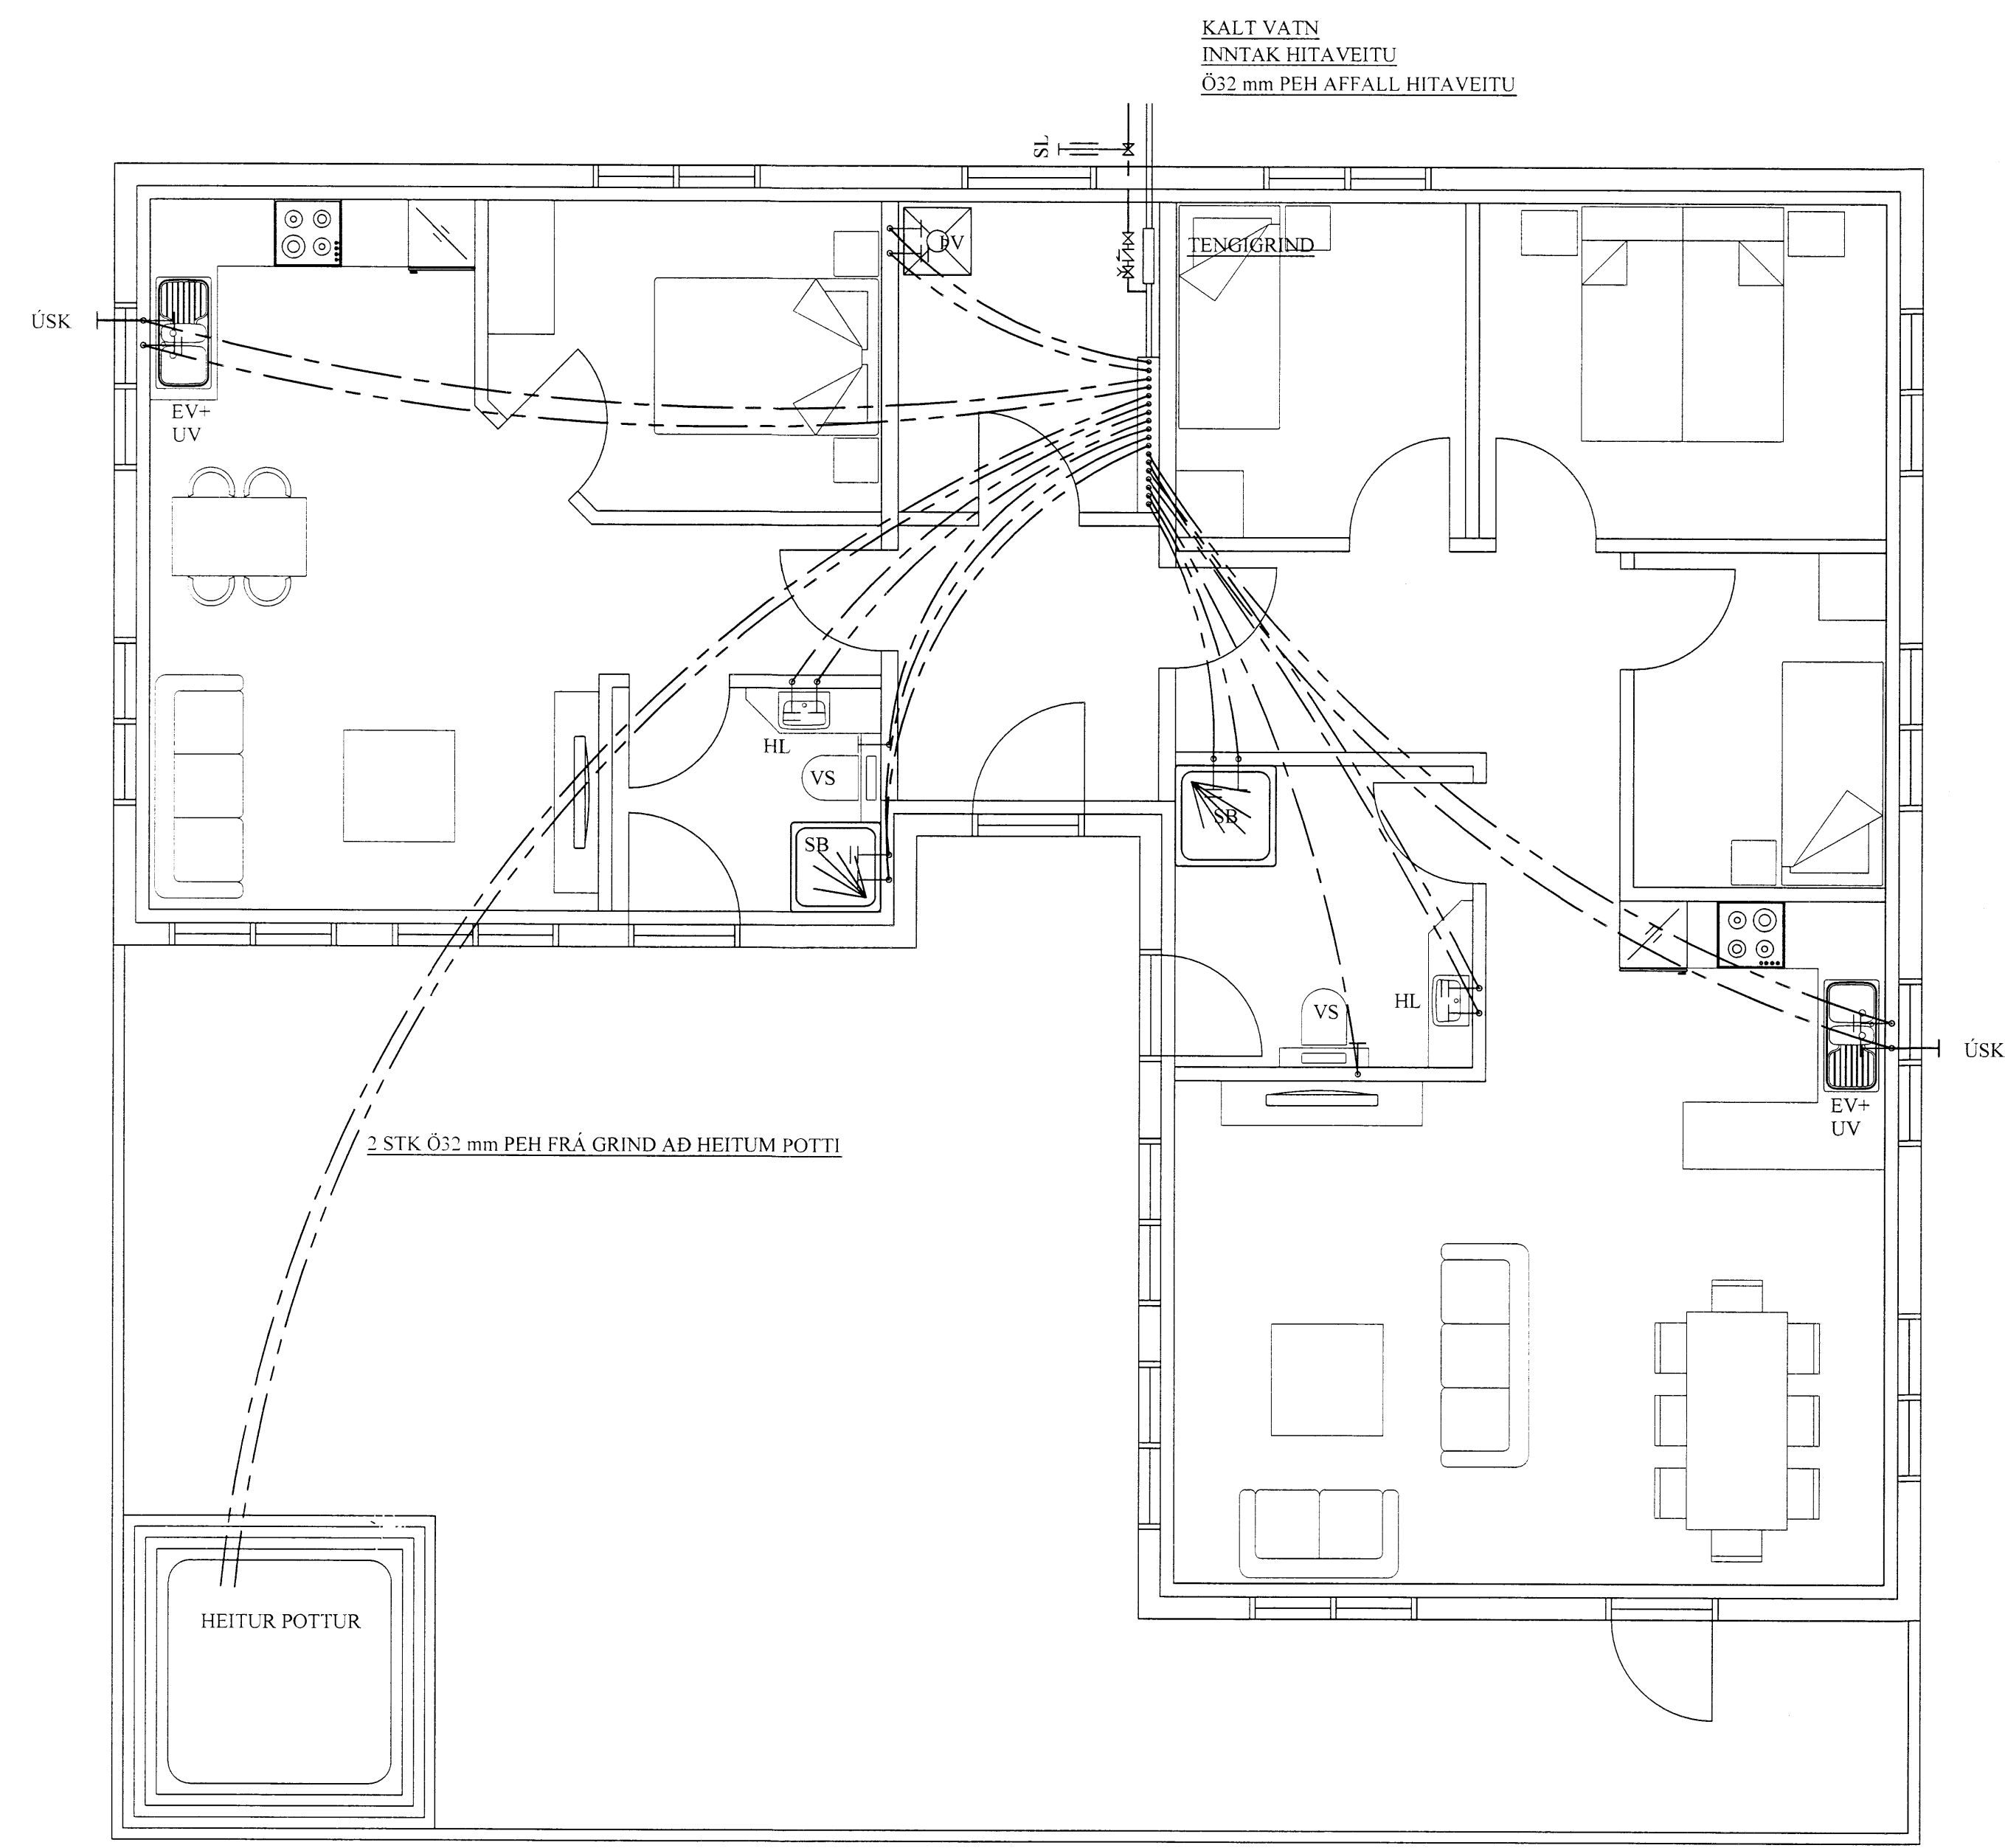 KALT VATN
INNTAK HITAVEITU
Ö32 mm PEH AFFALL HITAVEITU
SL
ÞV
TENGIGRIND
ÚSK
EV+
UV
HL
VS
SB
SB
VS
HL
ÚSK
EV+
UV
2 STK Ö32 mm PEH FRÁ GRIND AÐ HEITUM POTTI
HEITUR POTTUR